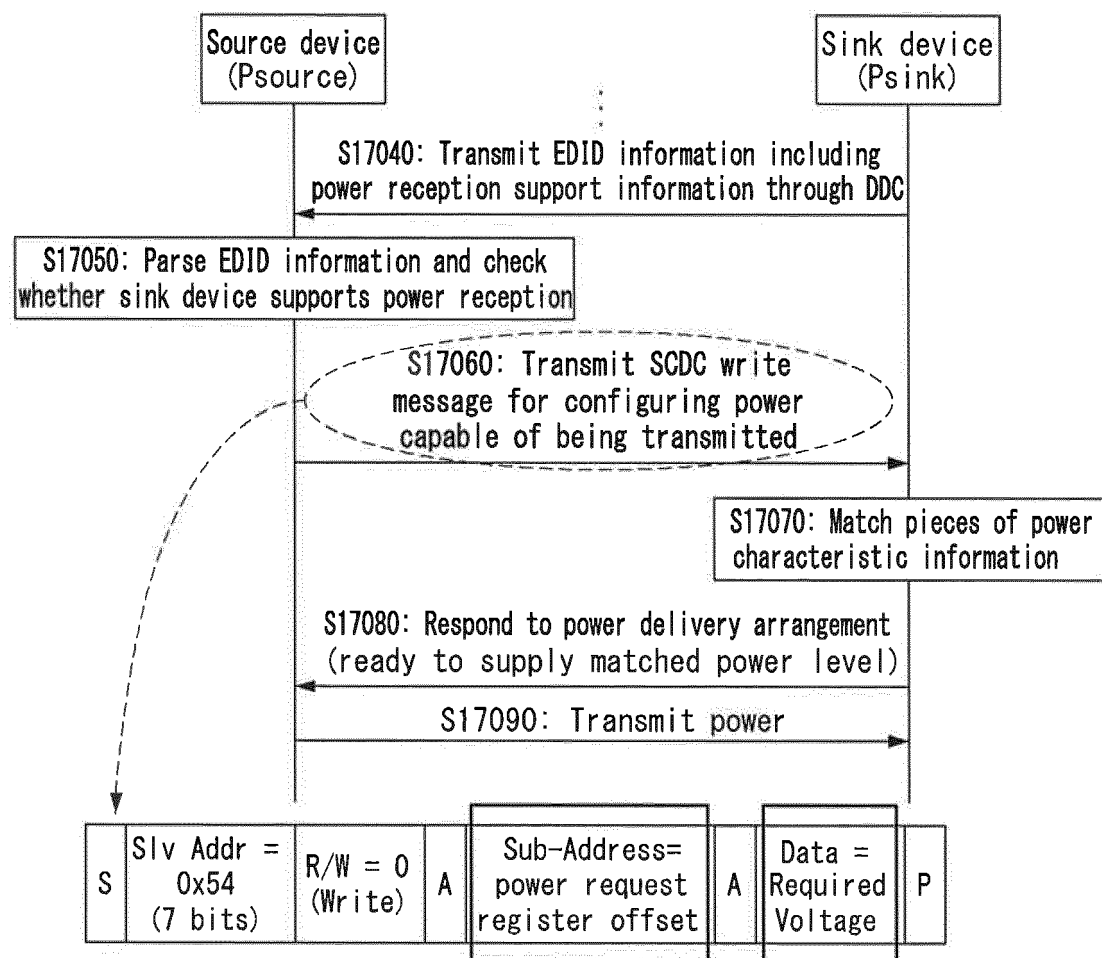 Source device
(Psource)
Sink device
(Psink)
S17040: Transmit EDID information including
power reception support information through DDC
S17050: Parse EDID information and check
whether sink device supports power reception
S17060: Transmit SCDC write
message for configuring power
capable of being transmitted
S17070: Match pieces of power
characteristic information
S17080: Respond to power delivery arrangement
(ready to supply matched power level)
S17090: Transmit power
S
Slv Addr =
0x54
(7 bits)
R/W = 0
(Write)
A
Sub-Address=
power request
register offset
A
Data =
Required
Voltage
P